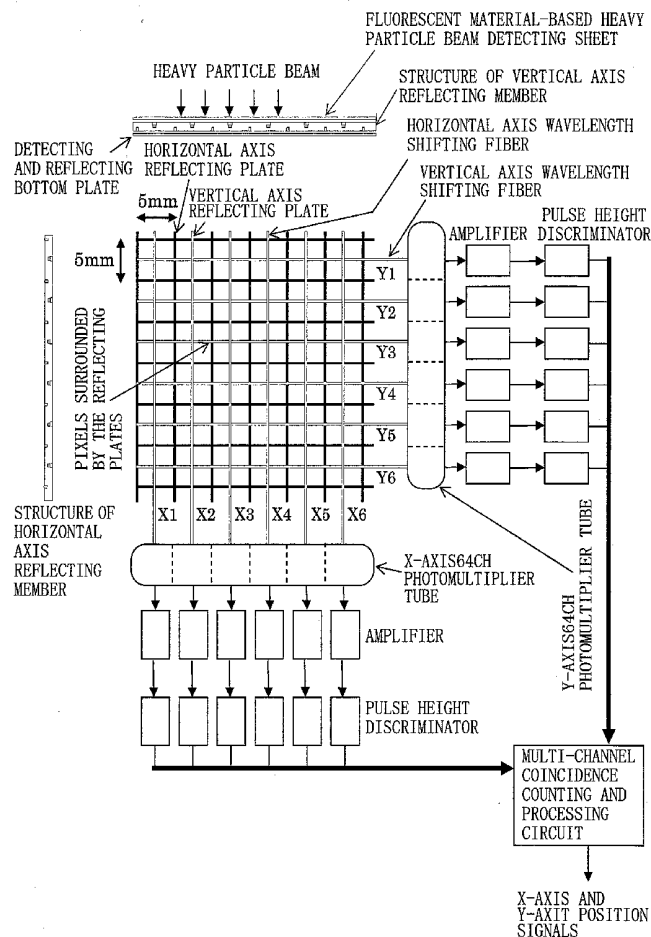 FLUORESCENT MATERIAL-BASED HEAVY
PARTICLE BEAM DETECTING SHEET
HEAVY PARTICLE BEAM
STRUCTURE OF VERTICAL AXIS
REFLECTING MEMBER
HORIZONTAL AXIS WAVELENGTH
SHIFTING FIBER
DETECTING
AND REFLECTING
BOTTOM PLATE
HORIZONTAL AXIS
REFLECTING PLATE
VERTICAL AXIS
REFLECTING PLATE
VERTICAL AXIS WAVELENGTH
SHIFTING FIBER
5mm
5mm
AMPLIFIER
PULSE HEIGHT
DISCRIMINATOR
Y1
Y2
Y3
Y4
Y5
Y6
PIXELS SURROUNDED
BY THE REFLECTING
PLATES
STRUCTURE OF
HORIZONTAL
AXIS
REFLECTING
MEMBER
X1 X2 X3 X4 X5 X6
X-AXIS64CH
PHOTOMULTIPLIER
TUBE
Y-AXIS64CH
PHOTOMULTIPLIER TUBE
AMPLIFIER
PULSE HEIGHT
DISCRIMINATOR
MULTI-CHANNEL
COINCIDENCE
COUNTING AND
PROCESSING
CIRCUIT
X-AXIS AND
Y-AXIT POSITION
SIGNALS